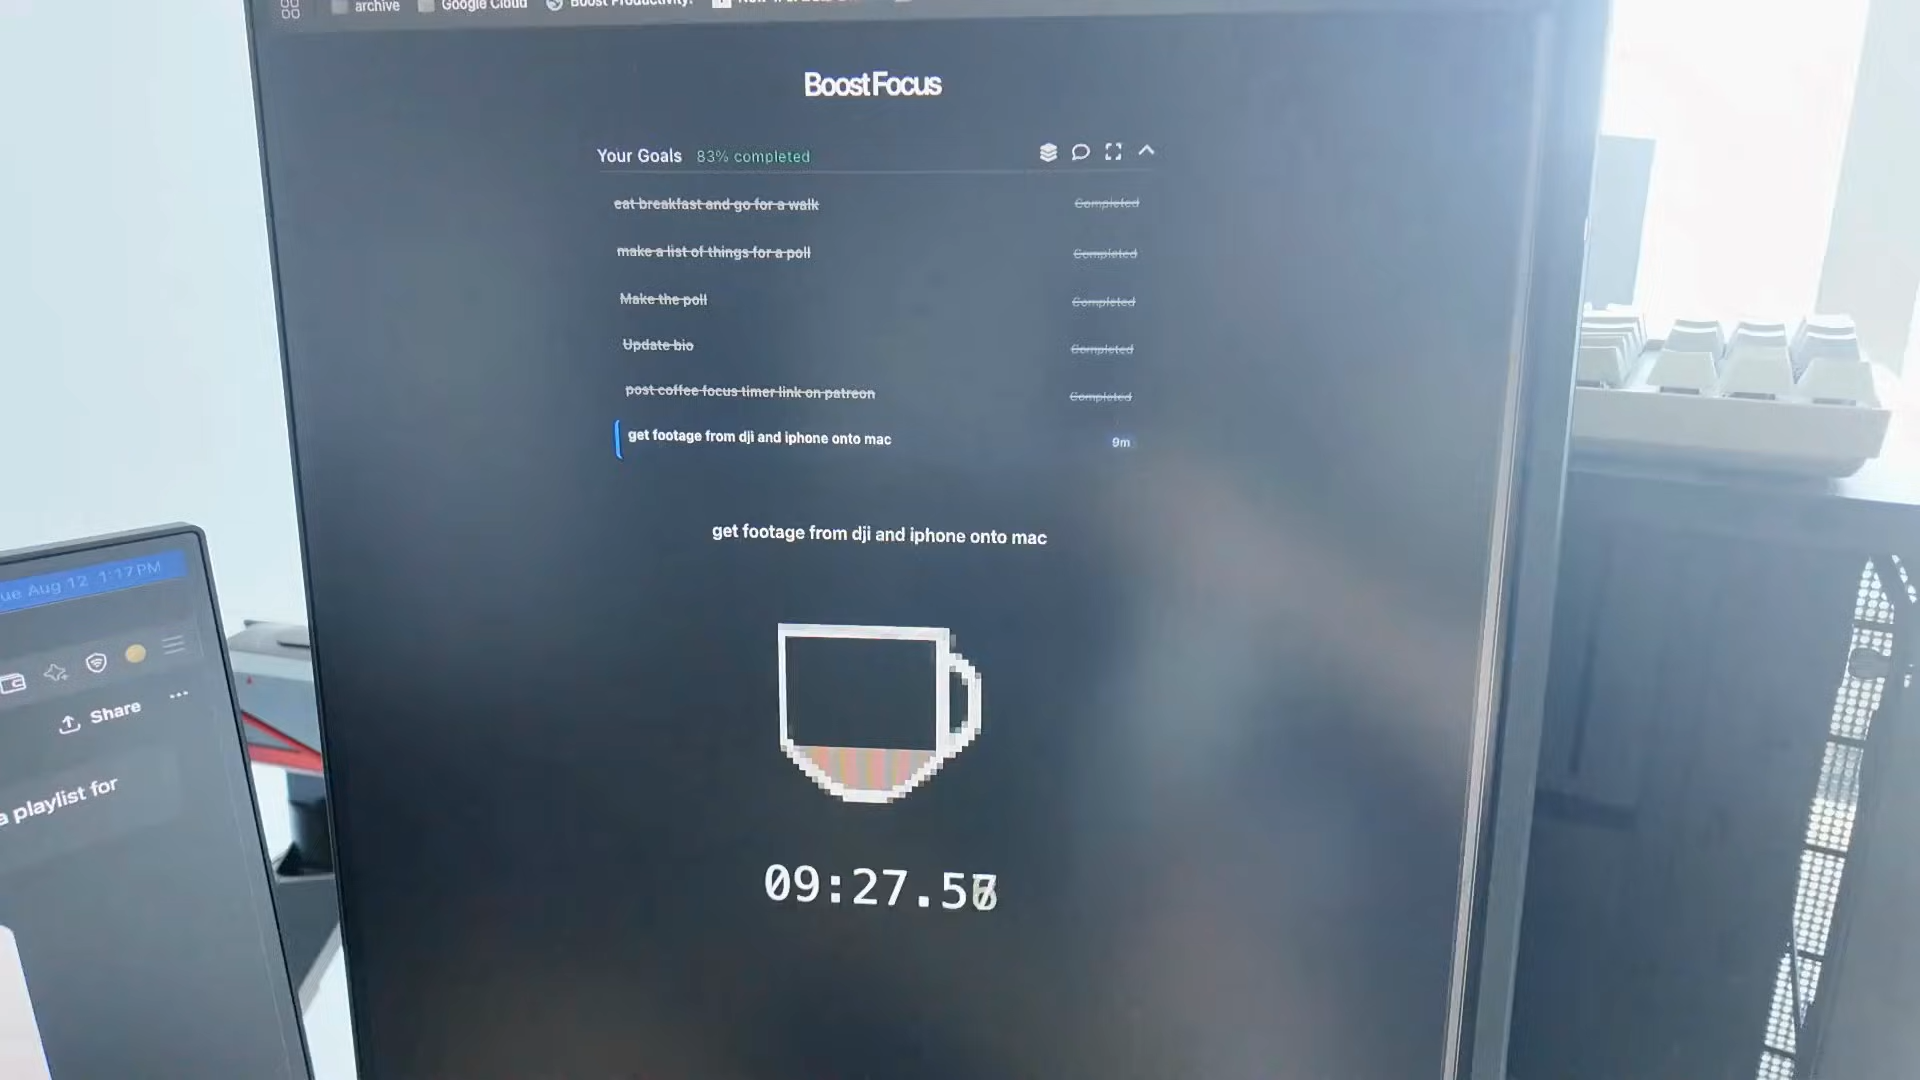 archive
Google Cloud
Boost Productivity!
BoostFocus
Your Goals 83% completed
eat breakfast and go for a walk Completed
make a list of things for a poll Completed
Make the poll Completed
Update bio Completed
post coffee focus timer link on patreon Completed
get footage from dji and iphone onto mac 9m
get footage from dji and iphone onto mac
09:27.5
ue Aug 12 1:17 PM
Share
a playlist for